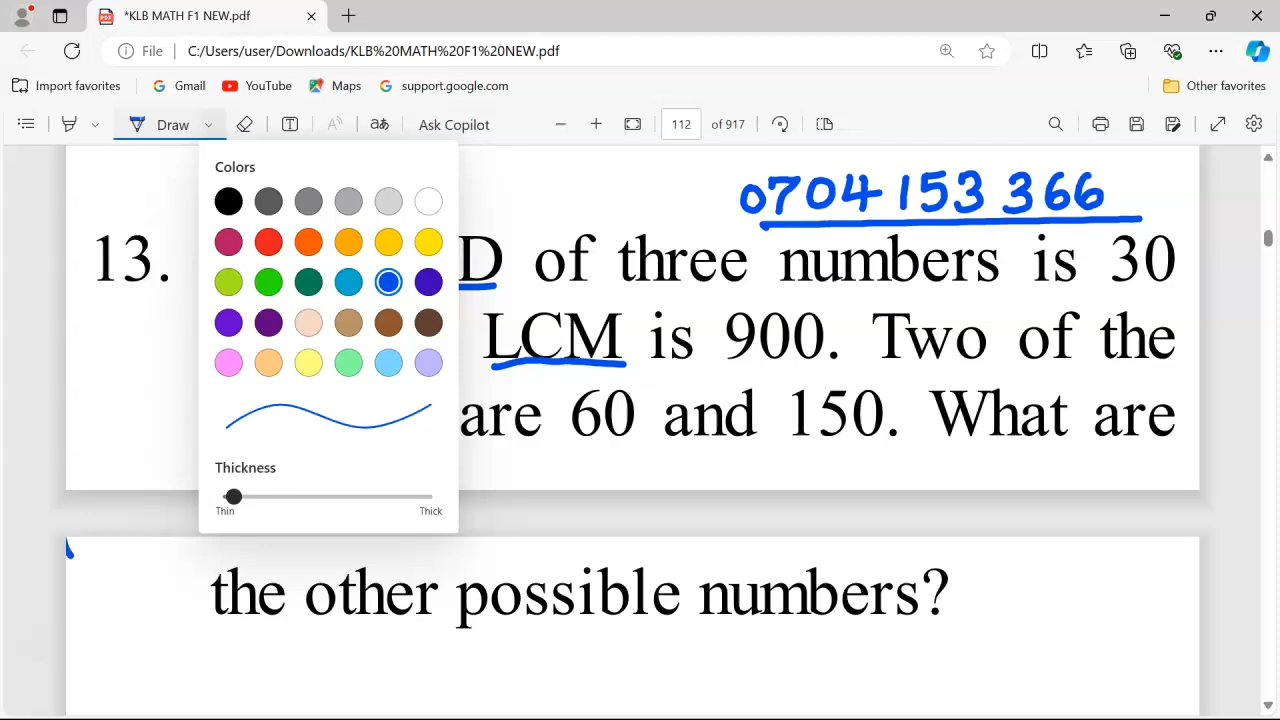 *KLB MATH F1 NEW.pdf
File | C:/Users/user/Downloads/KLB%20MATH%20F1%20NEW.pdf
Import favorites Gmail YouTube Maps support.google.com Other favorites
Draw Ask Copilot 112 of 917
Colors
Thickness
Thin Thick
0704 153 366
13. D of three numbers is 30
LCM is 900. Two of the
are 60 and 150. What are
the other possible numbers?